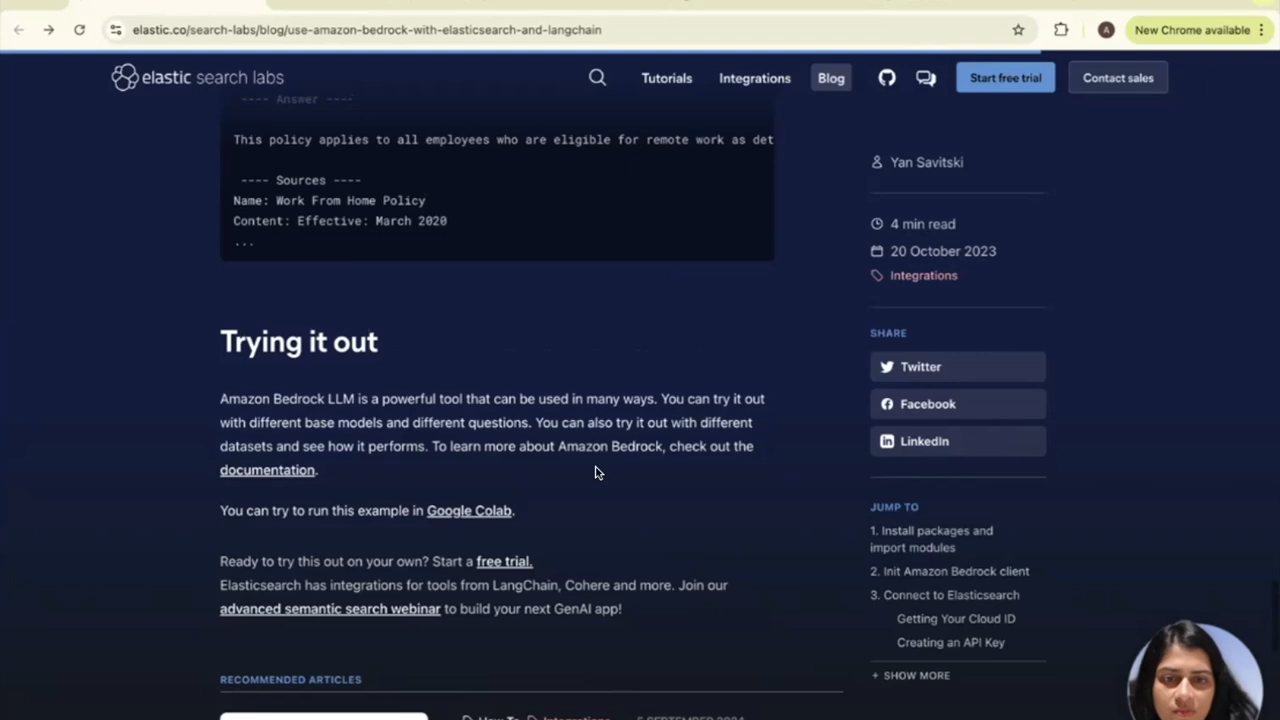 elastic.co/search-labs/blog/use-amazon-bedrock-with-elasticsearch-and-langchain
A
New Chrome available
elastic search labs
Tutorials
Integrations
Blog
Start free trial
Contact sales
---- Answer ----
This policy applies to all employees who are eligible for remote work as det
---- Sources ----
Name: Work From Home Policy
Content: Effective: March 2020
...
Trying it out
Amazon Bedrock LLM is a powerful tool that can be used in many ways. You can try it out
with different base models and different questions. You can also try it out with different
datasets and see how it performs. To learn more about Amazon Bedrock, check out the
documentation.
You can try to run this example in Google Colab.
Ready to try this out on your own? Start a free trial.
Elasticsearch has integrations for tools from LangChain, Cohere and more. Join our
advanced semantic search webinar to build your next GenAI app!
RECOMMENDED ARTICLES
How To
Integrations
5 SEPTEMBER 2024
Yan Savitski
4 min read
20 October 2023
Integrations
SHARE
Twitter
Facebook
LinkedIn
JUMP TO
1. Install packages and
import modules
2. Init Amazon Bedrock client
3. Connect to Elasticsearch
Getting Your Cloud ID
Creating an API Key
+ SHOW MORE